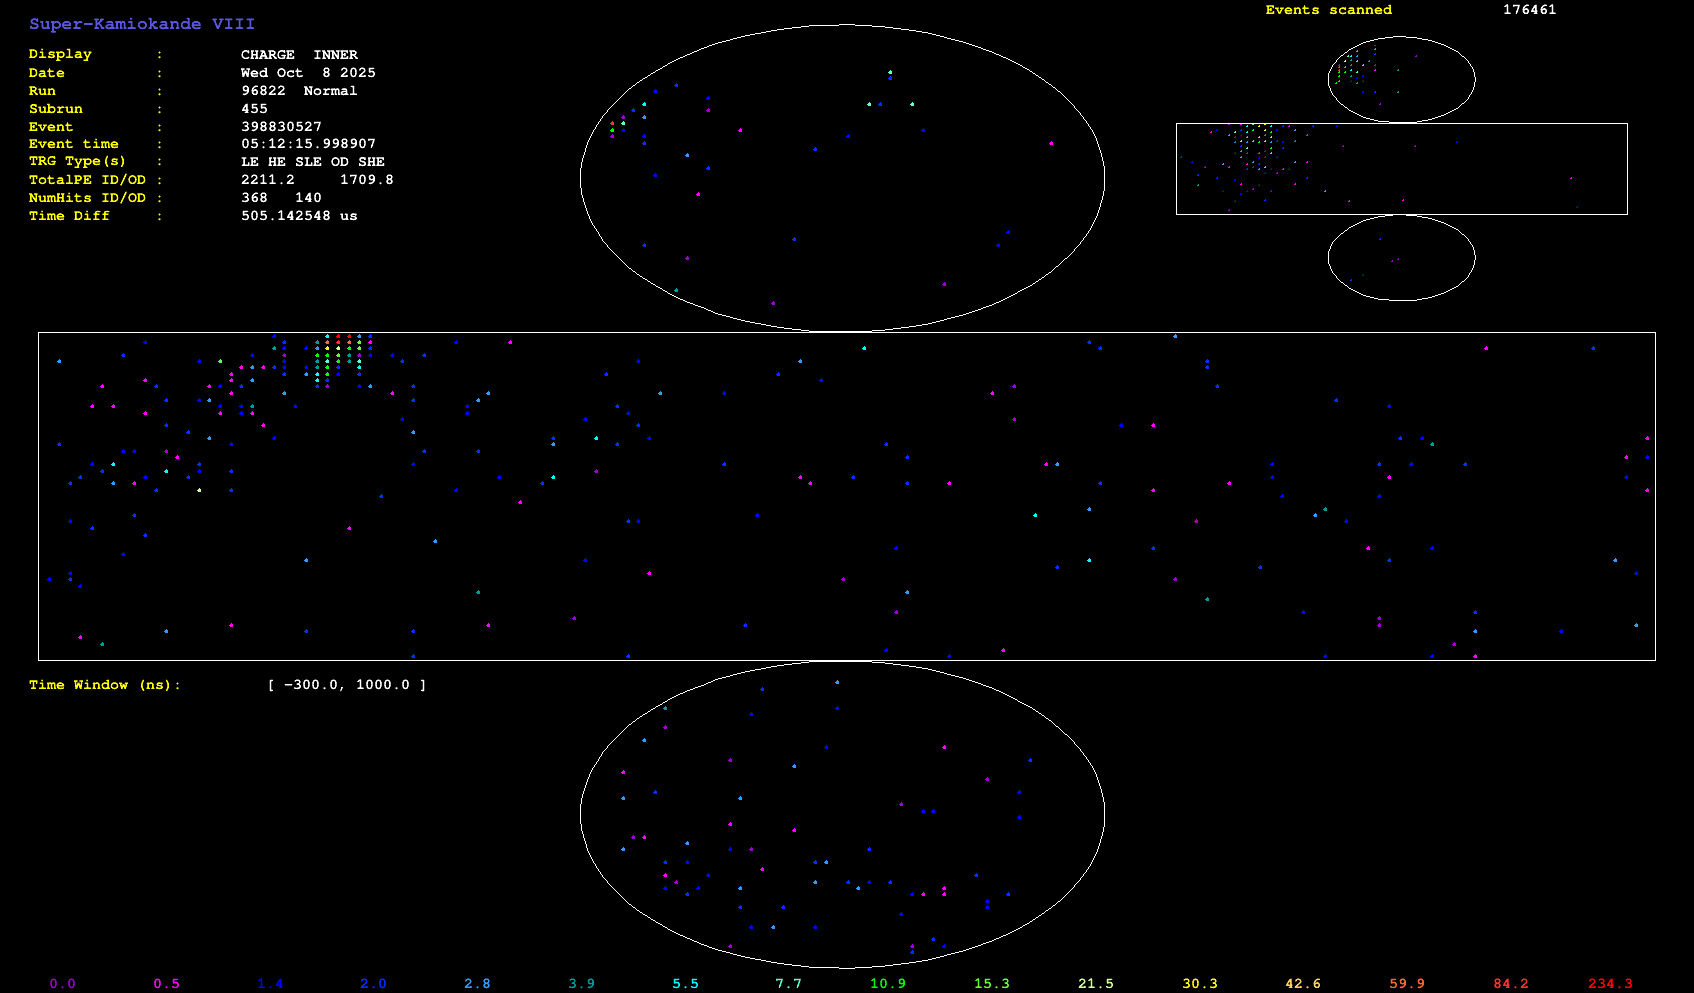 Super-Kamiokande VIII
Events scanned 176461
Display : CHARGE INNER
Date : Wed Oct 8 2025
Run : 96822 Normal
Subrun : 455
Event : 398830527
Event time : 05:12:15.998907
TRG Type(s) : LE HE SLE OD SHE
TotalPE ID/OD : 2211.2 1709.8
NumHits ID/OD : 368 140
Time Diff : 505.142548 us
Time Window (ns): [ -300.0, 1000.0 ]
0.0 0.5 1.4 2.0 2.8 3.9 5.5 7.7 10.9 15.3 21.5 30.3 42.6 59.9 84.2 234.3